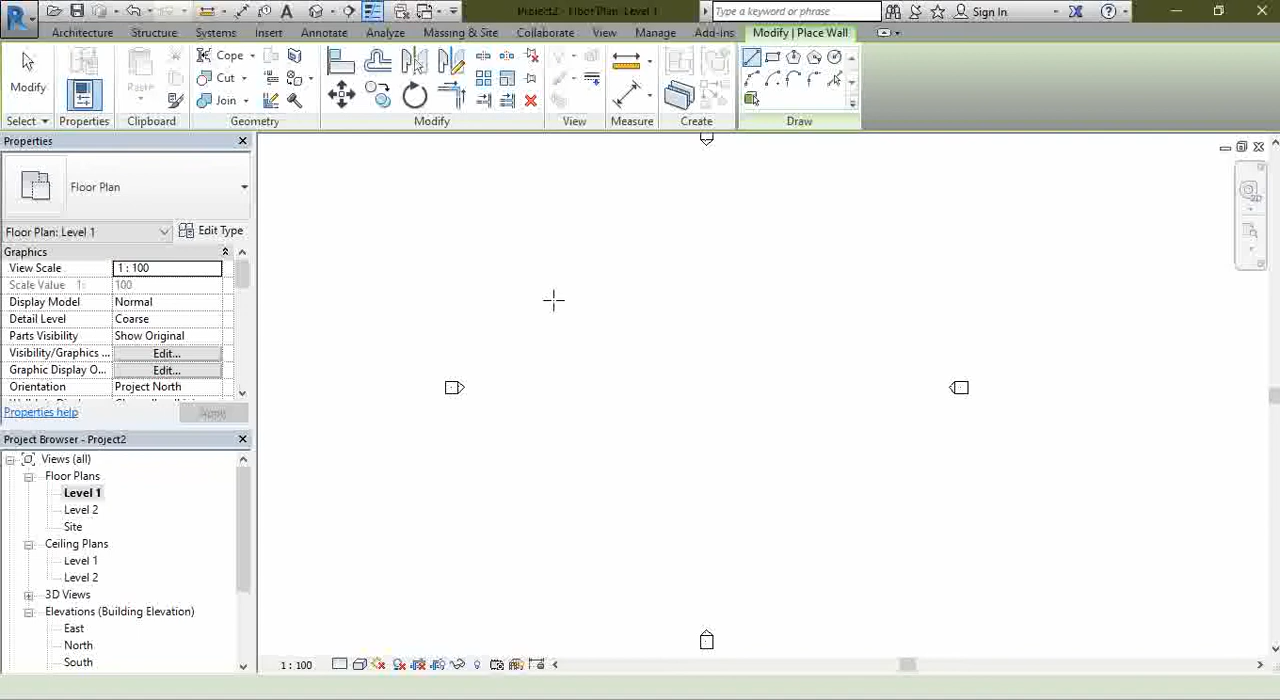 Project2 - Floor Plan: Level 1
Type a keyword or phrase
Sign In
Architecture Structure Systems Insert Annotate Analyze Massing & Site Collaborate View Manage Add-Ins Modify | Place Wall
Modify
Paste
Cope
Cut
Join
Select Properties Clipboard Geometry Modify View Measure Create Draw
Properties
Floor Plan
Floor Plan: Level 1 Edit Type
Graphics
View Scale 1 : 100
Scale Value 1: 100
Display Model Normal
Detail Level Coarse
Parts Visibility Show Original
Visibility/Graphics ... Edit...
Graphic Display O... Edit...
Orientation Project North
Properties help Apply
Project Browser - Project2
Views (all)
Floor Plans
Level 1
Level 2
Site
Ceiling Plans
Level 1
Level 2
3D Views
Elevations (Building Elevation)
East
North
South
1 : 100